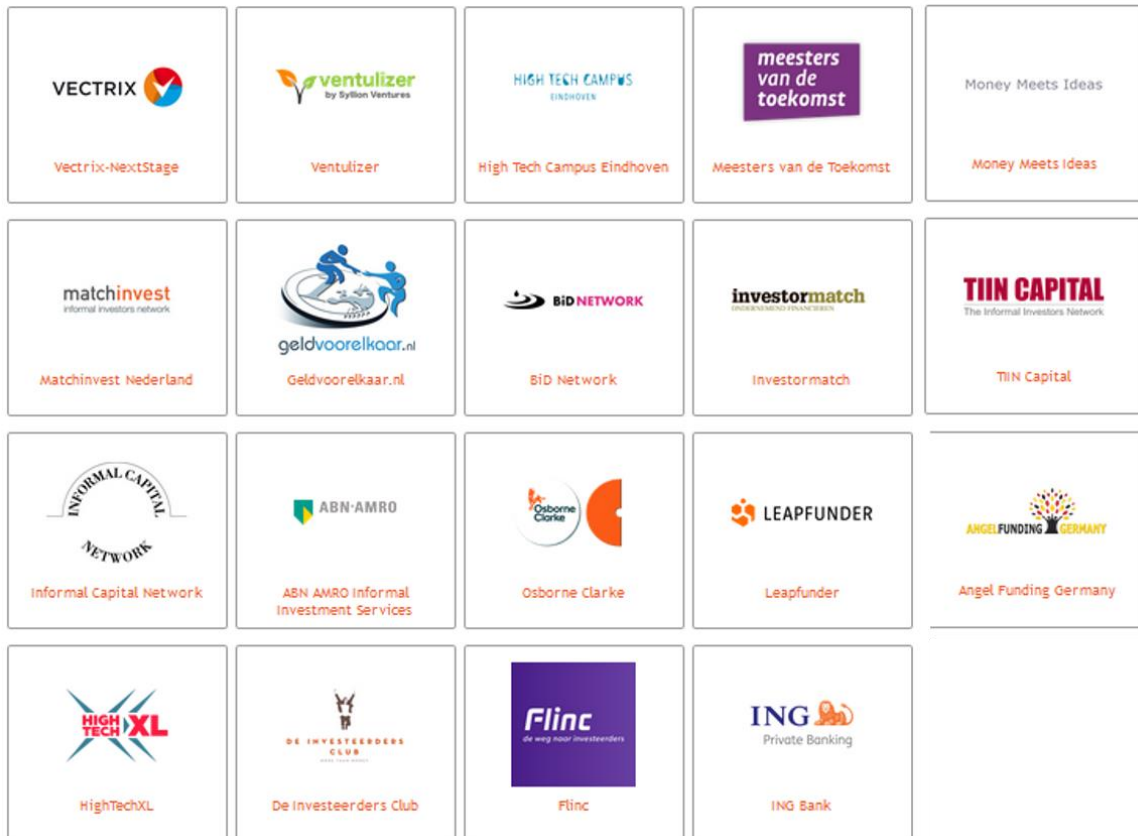 VECTRIX
Vectrix-NextStage
ventulizer
by Syllion Ventures
Ventulizer
HIGH TECH CAMPUS
EINDHOVEN
High Tech Campus Eindhoven
meesters
van de
toekomst
Meesters van de Toekomst
Money Meets Ideas
Money Meets Ideas
matchinvest
informal investors network
Matchinvest Nederland
geldvoorelkaar.nl
Geldvoorelkaar.nl
BiD NETWORK
BiD Network
investormatch
ONDERNEMEND FINANCIEREN
Investormatch
TIIN CAPITAL
The Informal Investors Network
TIIN Capital
INFORMAL CAPITAL
NETWORK
Informal Capital Network
ABN·AMRO
ABN AMRO Informal
Investment Services
Osborne
Clarke
Osborne Clarke
LEAPFUNDER
Leapfunder
ANGELFUNDING GERMANY
Angel Funding Germany
HIGH
TECH XL
HighTechXL
DE INVESTEERDERS
CLUB
MORE THAN MONEY
De Investeerders Club
Flinc
de weg naar investeerders
Flinc
ING
Private Banking
ING Bank